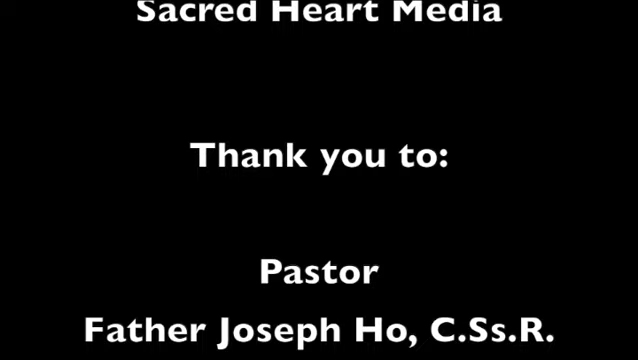 Sacred Heart Media
Thank you to:
Pastor
Father Joseph Ho, C.Ss.R.